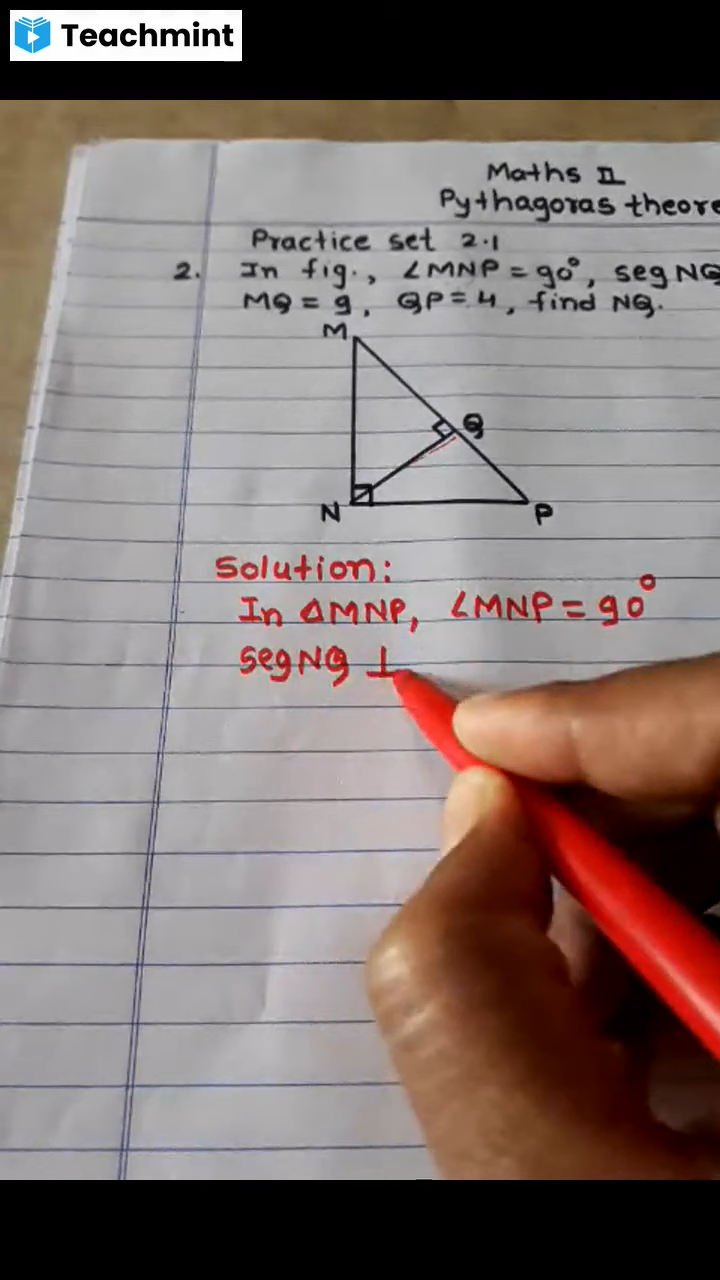 Teachmint
Maths II
Pythagoras theore
Practice set 2.1
2. In fig., ∠MNP = 90°, seg NQ
MQ = 9, QP = 4, find NQ.
M
Q
N
P
Solution:
In △MNP, ∠MNP = 90°
seg NQ ⊥